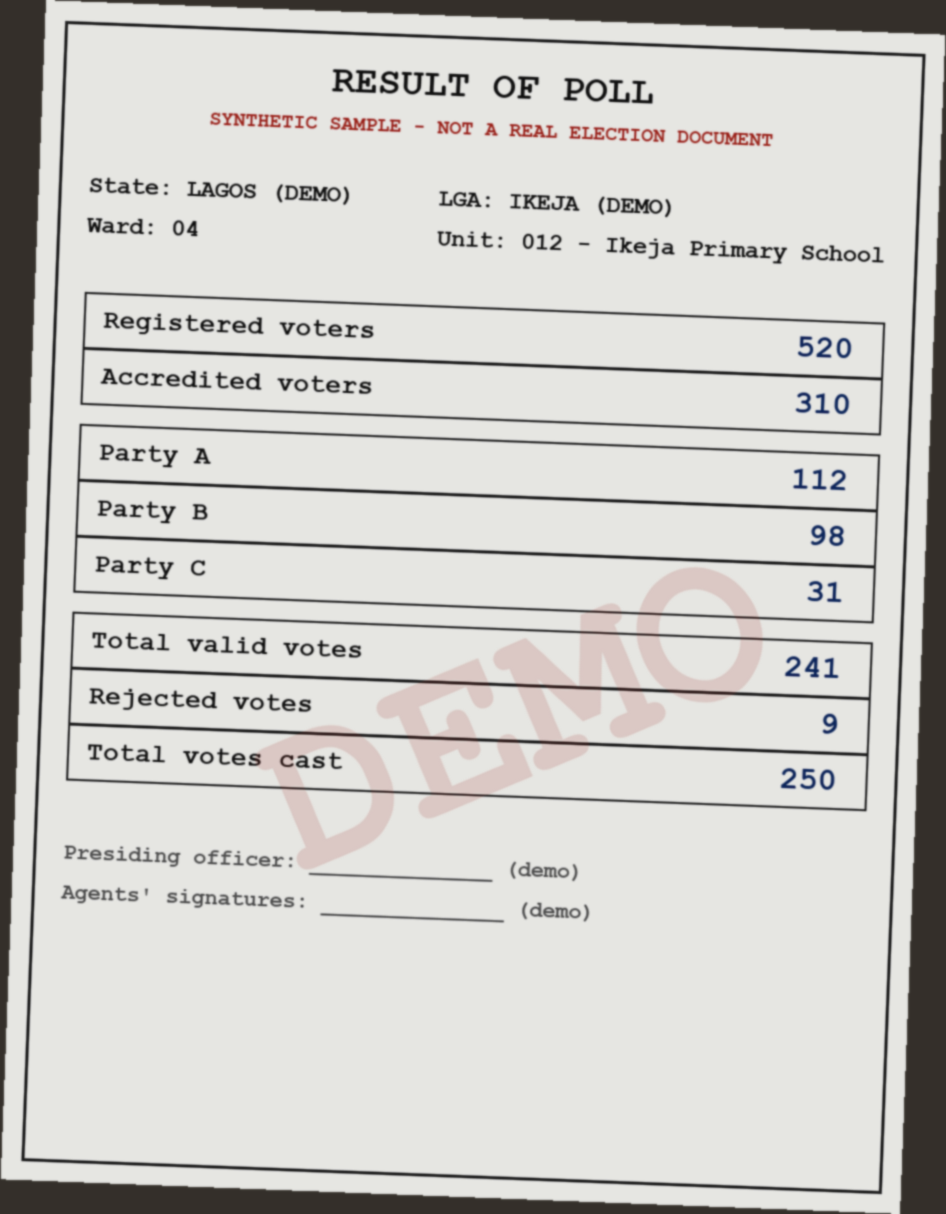 RESULT OF POLL
SYNTHETIC SAMPLE - NOT A REAL ELECTION DOCUMENT
State: LAGOS (DEMO) LGA: IKEJA (DEMO)
Ward: 04 Unit: 012 - Ikeja Primary School
Registered voters 520
Accredited voters 310
Party A 112
Party B 98
Party C 31
Total valid votes 241
Rejected votes 9
Total votes cast 250
DEMO
Presiding officer: ______________ (demo)
Agents' signatures: ______________ (demo)